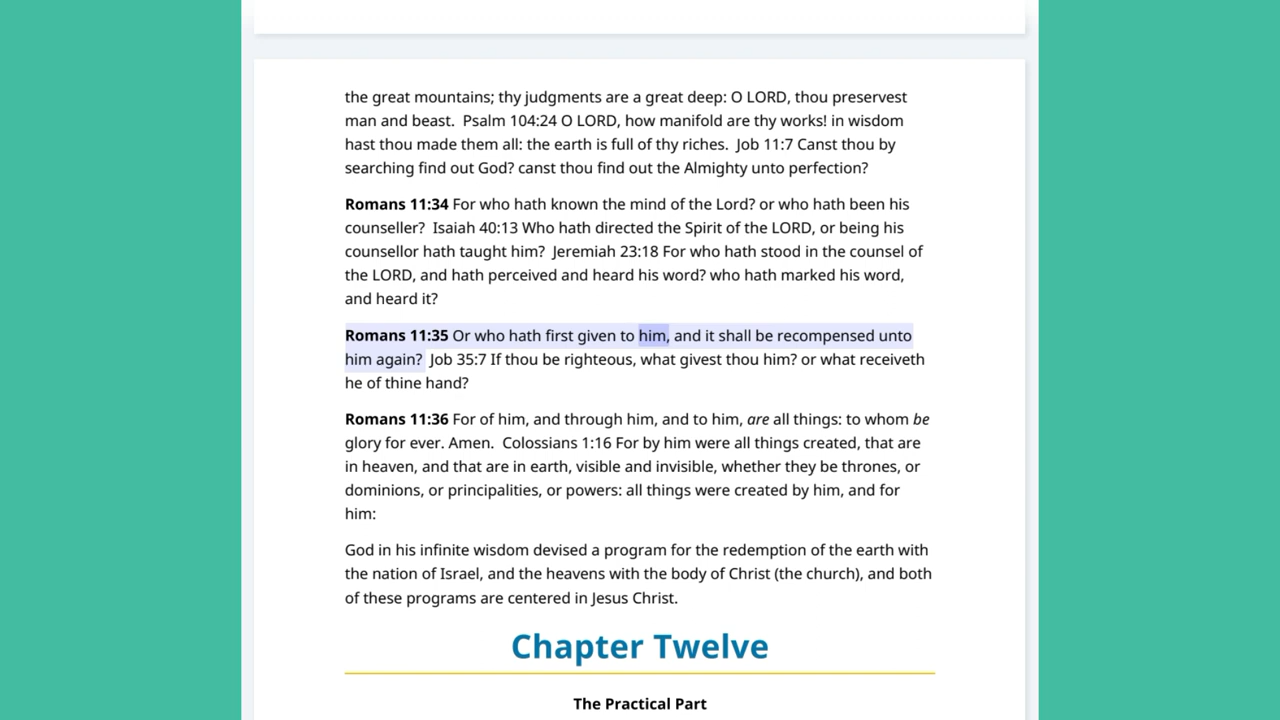 the great mountains; thy judgments are a great deep: O LORD, thou preservest
man and beast.  Psalm 104:24 O LORD, how manifold are thy works! in wisdom
hast thou made them all: the earth is full of thy riches.  Job 11:7 Canst thou by
searching find out God? canst thou find out the Almighty unto perfection?
Romans 11:34 For who hath known the mind of the Lord? or who hath been his
counseller?  Isaiah 40:13 Who hath directed the Spirit of the LORD, or being his
counsellor hath taught him?  Jeremiah 23:18 For who hath stood in the counsel of
the LORD, and hath perceived and heard his word? who hath marked his word,
and heard it?
Romans 11:35 Or who hath first given to him, and it shall be recompensed unto
him again?  Job 35:7 If thou be righteous, what givest thou him? or what receiveth
he of thine hand?
Romans 11:36 For of him, and through him, and to him, are all things: to whom be
glory for ever. Amen.  Colossians 1:16 For by him were all things created, that are
in heaven, and that are in earth, visible and invisible, whether they be thrones, or
dominions, or principalities, or powers: all things were created by him, and for
him:
God in his infinite wisdom devised a program for the redemption of the earth with
the nation of Israel, and the heavens with the body of Christ (the church), and both
of these programs are centered in Jesus Christ.
Chapter Twelve
The Practical Part